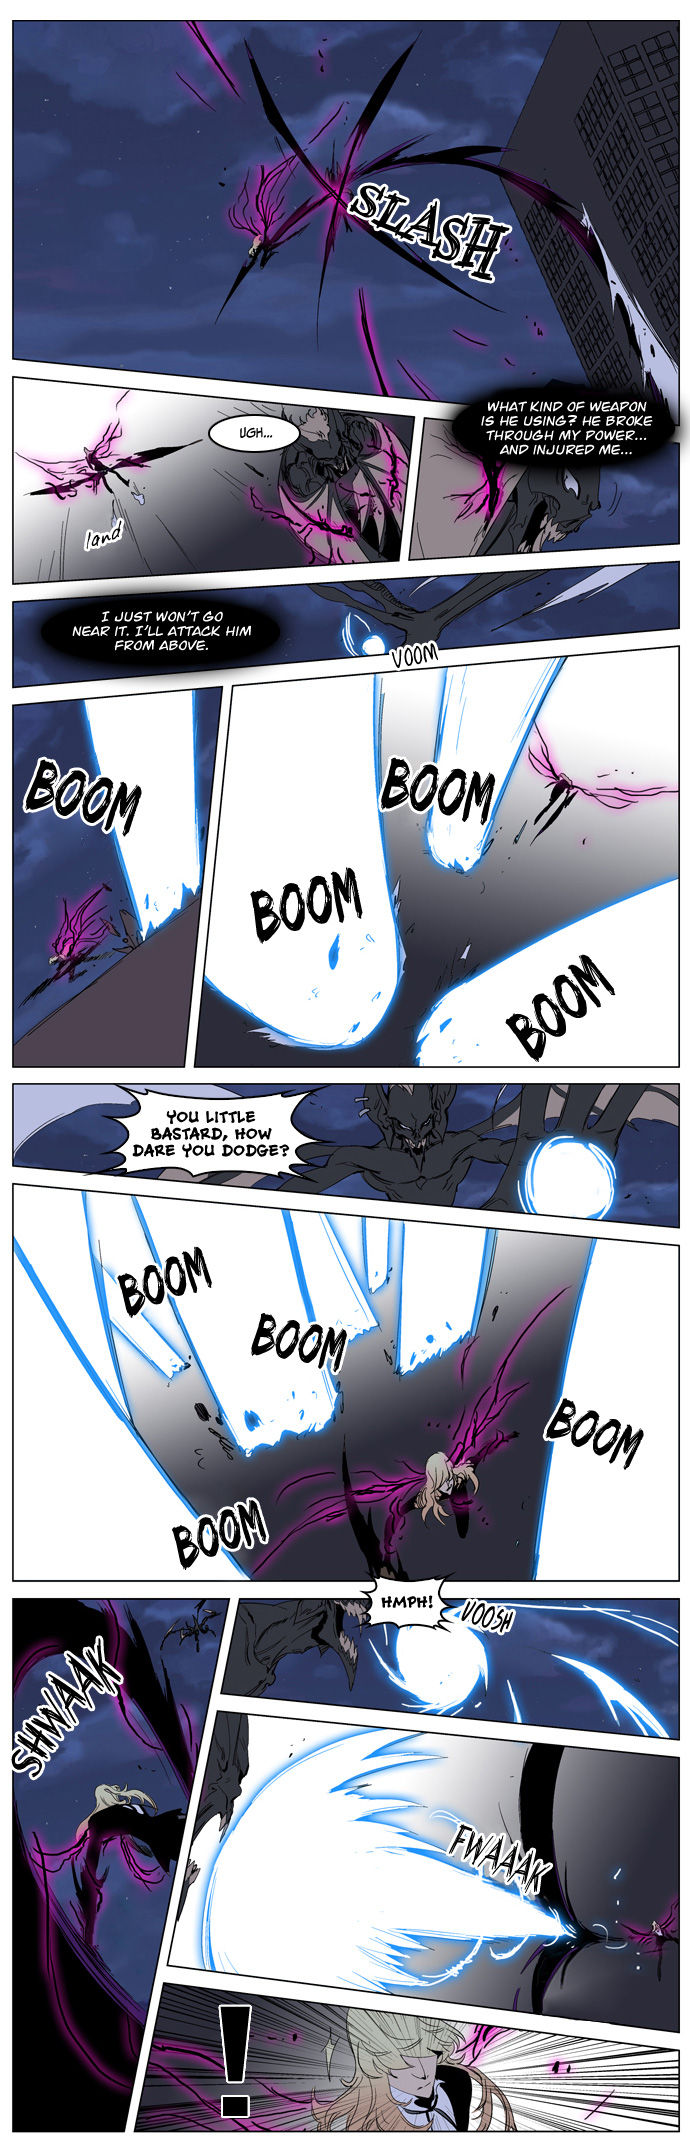 SLASH
UGH...
WHAT KIND OF WEAPON
IS HE USING? HE BROKE
THROUGH MY POWER...
AND INJURED ME...
land
I JUST WON'T GO
NEAR IT. I'LL ATTACK HIM
FROM ABOVE.
VOOM
BOOM
BOOM
BOOM
BOOM
YOU LITTLE
BASTARD, HOW
DARE YOU DODGE?
BOOM
BOOM
BOOM
BOOM
HMPH!
VOOSH
SHWAAAK
FWAAAK
!